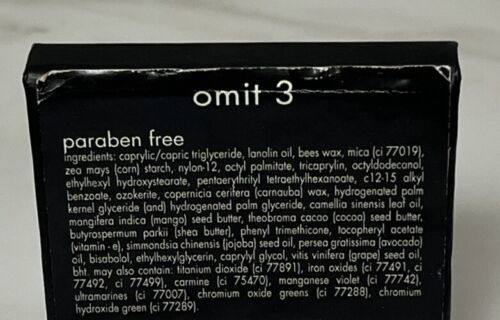 omit 3
paraben free
ingredients: caprylic/capric triglyceride, lanolin oil, bees wax, mica (ci 77019),
zea mays (corn) starch, nylon-12, octyl palmitate, tricaprylin, octyldodecanol,
ethylhexyl hydroxystearate, pentaerythrityl tetraethylhexanoate, c12-15 alkyl
benzoate, ozokerite, copernicia ceritera (carnauba) wax, hydrogenated palm
kernel glyceride (and) hydrogenated palm glyceride, camellia sinensis leaf oil,
mangifera indica (mango) seed butter, theobroma cacao (cocoa) seed butter,
butyrospermum parkii (shea butter), phenyl trimethicone, tocopheryl acetate
(vitamin - e), simmondsia chinensis (jojoba) seed oil, persea gratissima (avocado)
oil, bisabolol, ethylhexylglycerin, caprylyl glycol, vitis vinifera (grape) seed oil,
bht. may also contain: titanium dioxide (ci 77891), iron oxides (ci 77491, ci
77492, ci 77499), carmine (ci 75470), manganese violet (ci 77742),
ultramarines (ci 77007), chromium oxide greens (ci 77288), chromium
hydroxide green (ci 77289).